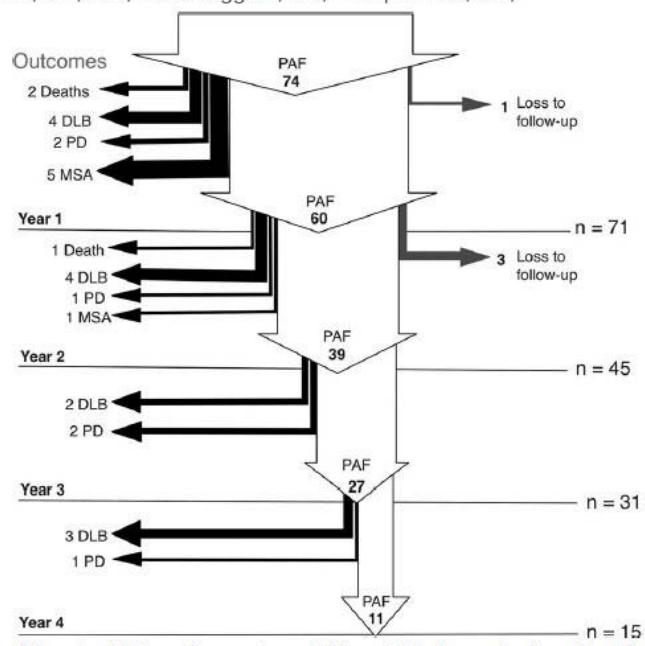 Outcomes
PAF
74
2 Deaths
4 DLB
2 PD
5 MSA
1 Loss to
follow-up
PAF
60
Year 1
n = 71
1 Death
4 DLB
1 PD
1 MSA
3 Loss to
follow-up
PAF
39
Year 2
n = 45
2 DLB
2 PD
PAF
27
Year 3
n = 31
3 DLB
1 PD
PAF
11
Year 4
n = 15